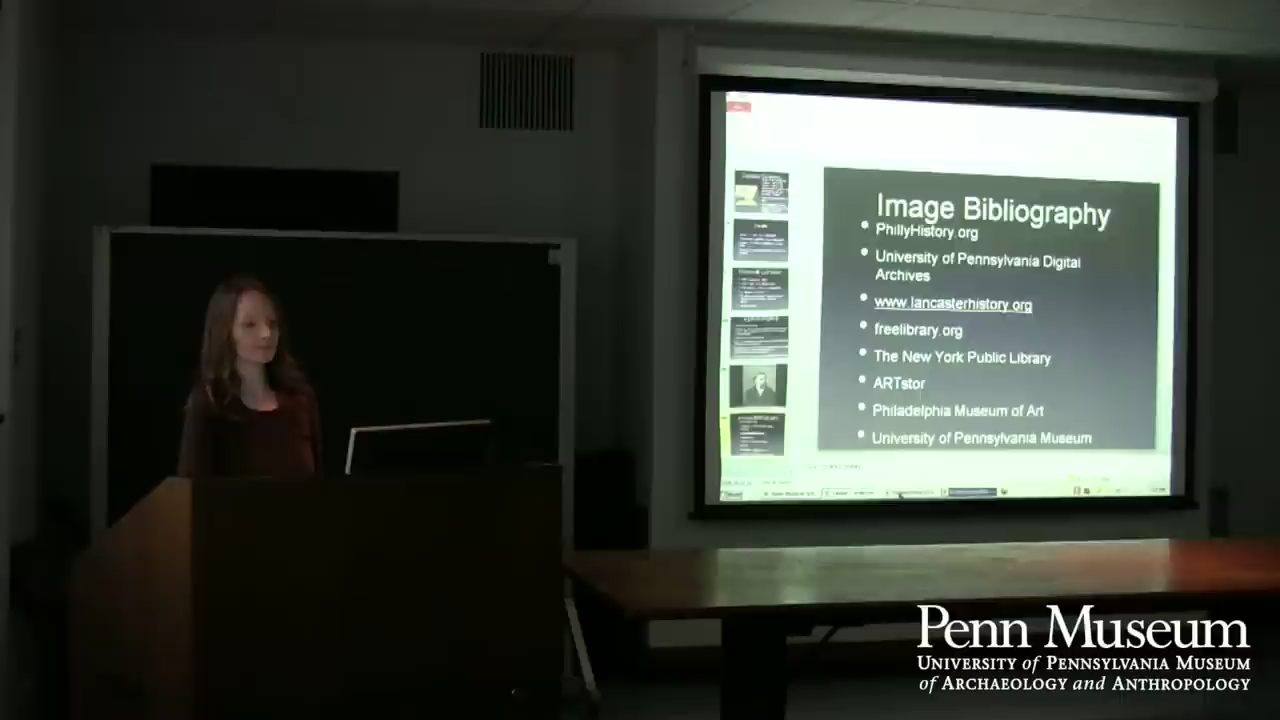 Image Bibliography
PhillyHistory.org
University of Pennsylvania Digital
Archives
www.lancasterhistory.org
freelibrary.org
The New York Public Library
ARTstor
Philadelphia Museum of Art
University of Pennsylvania Museum
Penn Museum
University of Pennsylvania Museum
of Archaeology and Anthropology